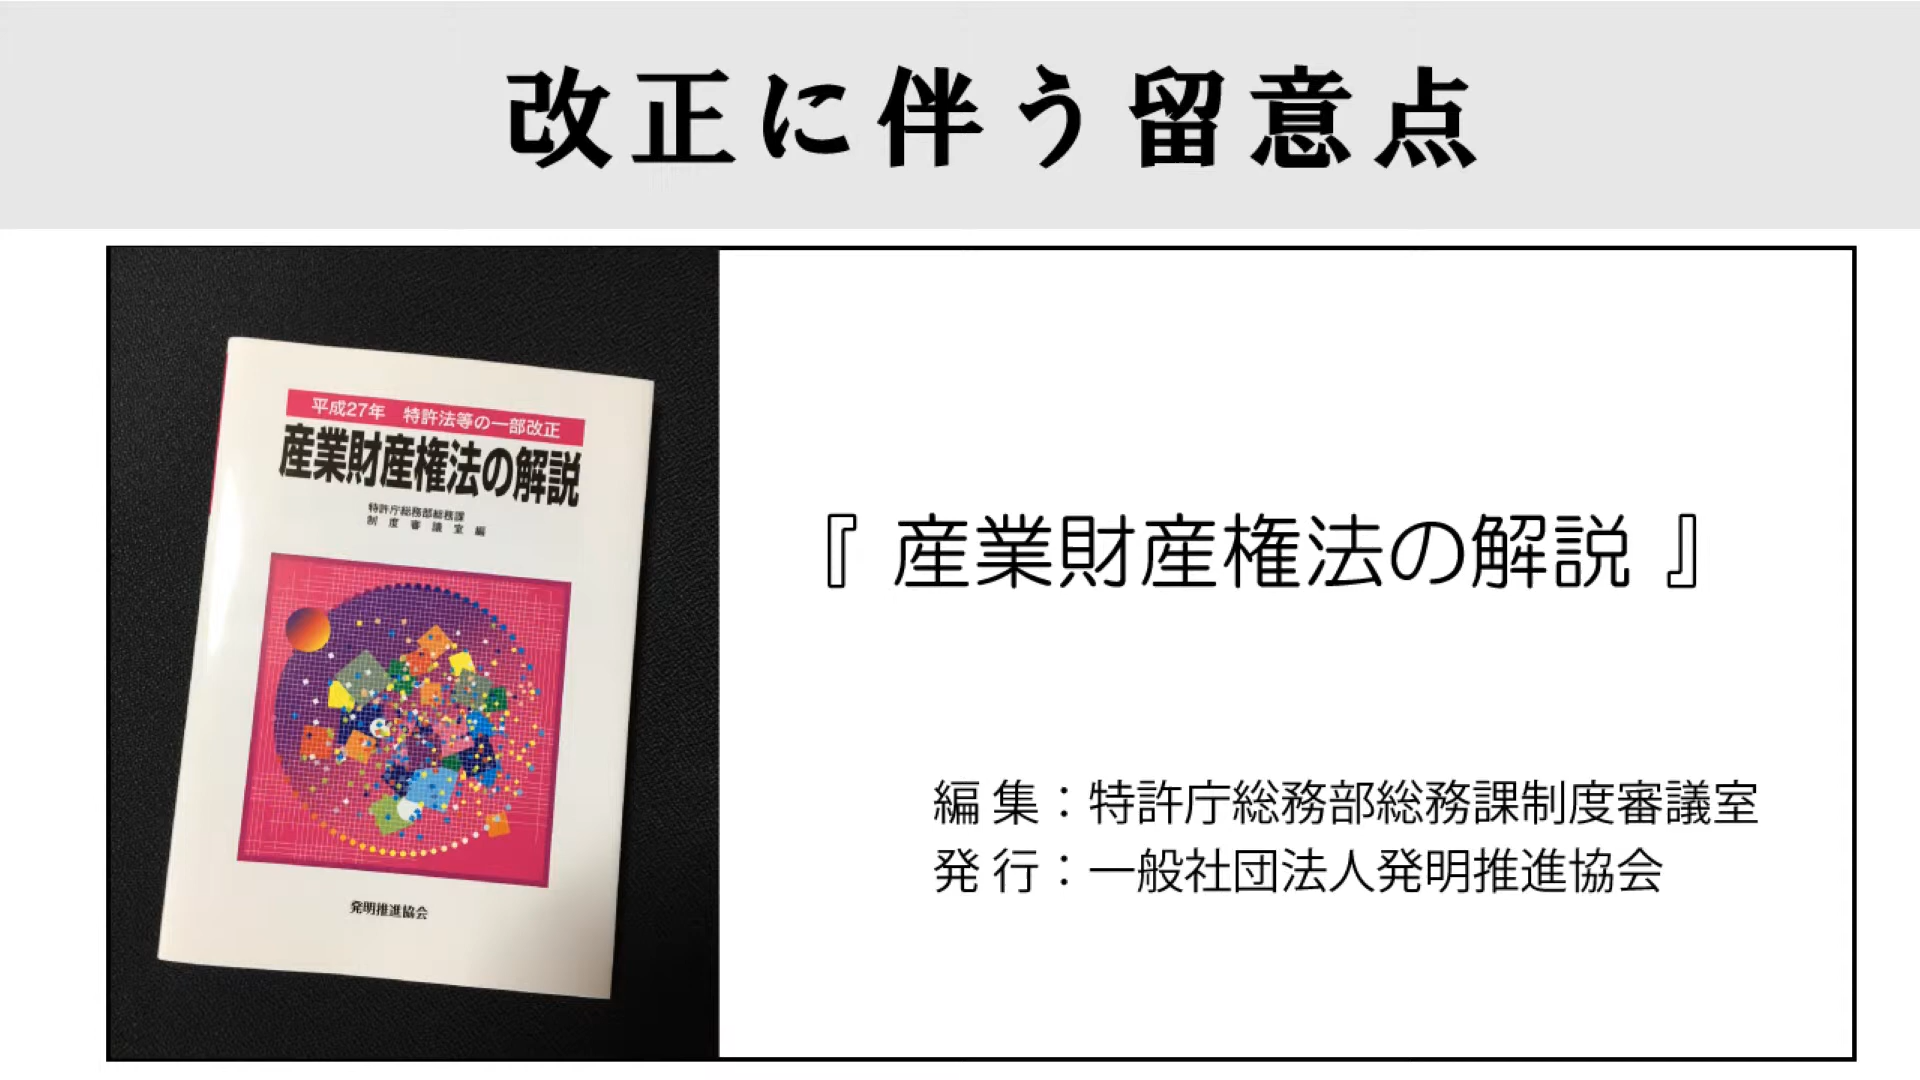 改正に伴う留意点
平成27年 特許法等の一部改正
産業財産権法の解説
特許庁総務部総務課
制度審議室 編
発明推進協会
『 産業財産権法の解説 』
編 集：特許庁総務部総務課制度審議室
発 行：一般社団法人発明推進協会